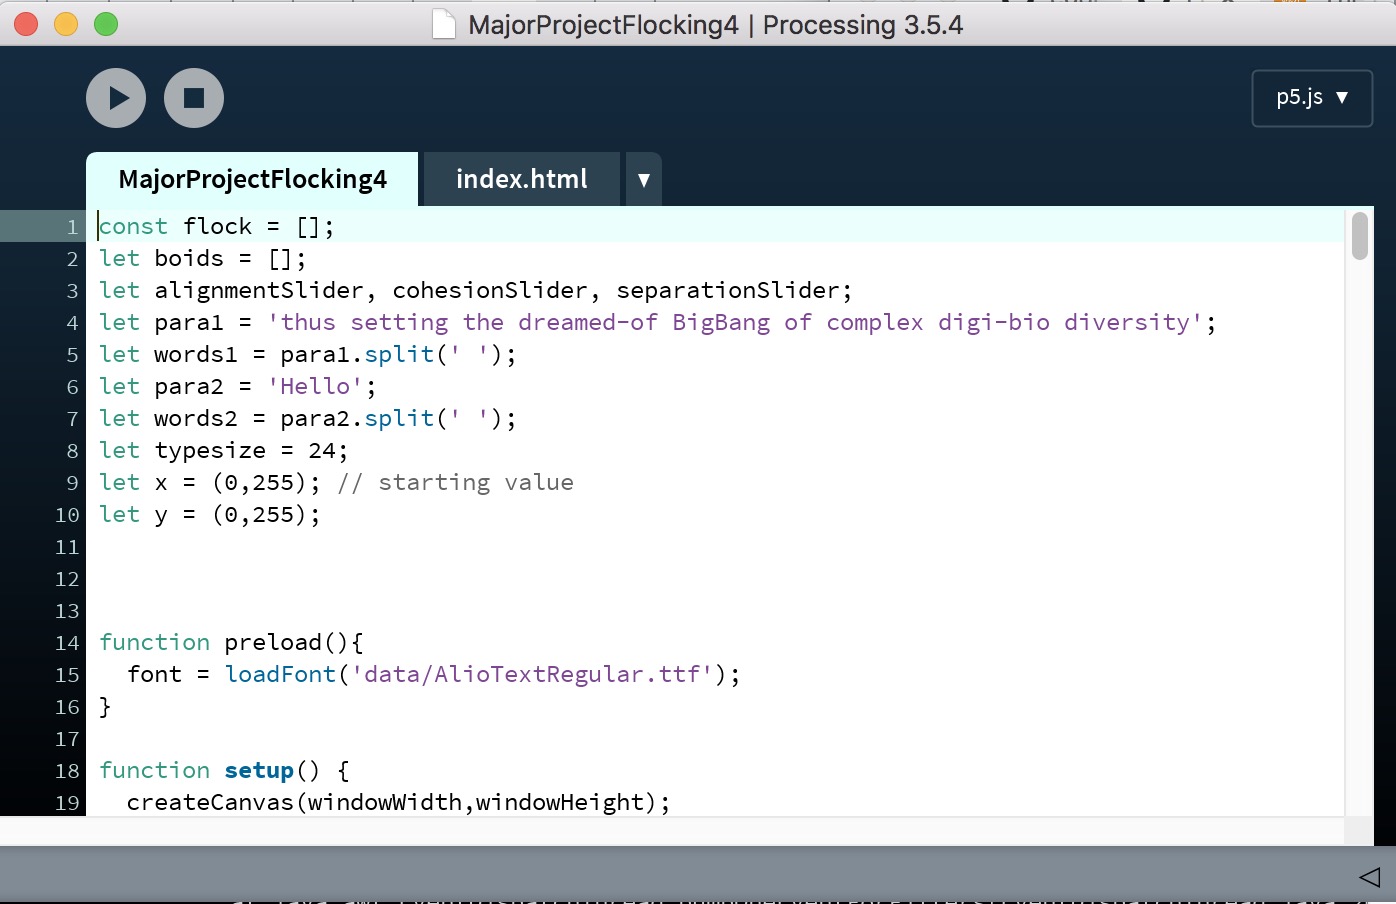 MajorProjectFlocking4 | Processing 3.5.4
p5.js ▼
MajorProjectFlocking4 index.html ▼
1 const flock = [];
2 let boids = [];
3 let alignmentSlider, cohesionSlider, separationSlider;
4 let para1 = 'thus setting the dreamed-of BigBang of complex digi-bio diversity';
5 let words1 = para1.split(' ');
6 let para2 = 'Hello';
7 let words2 = para2.split(' ');
8 let typesize = 24;
9 let x = (0,255); // starting value
10 let y = (0,255);
11
12
13
14 function preload(){
15   font = loadFont('data/AlioTextRegular.ttf');
16 }
17
18 function setup() {
19   createCanvas(windowWidth,windowHeight);